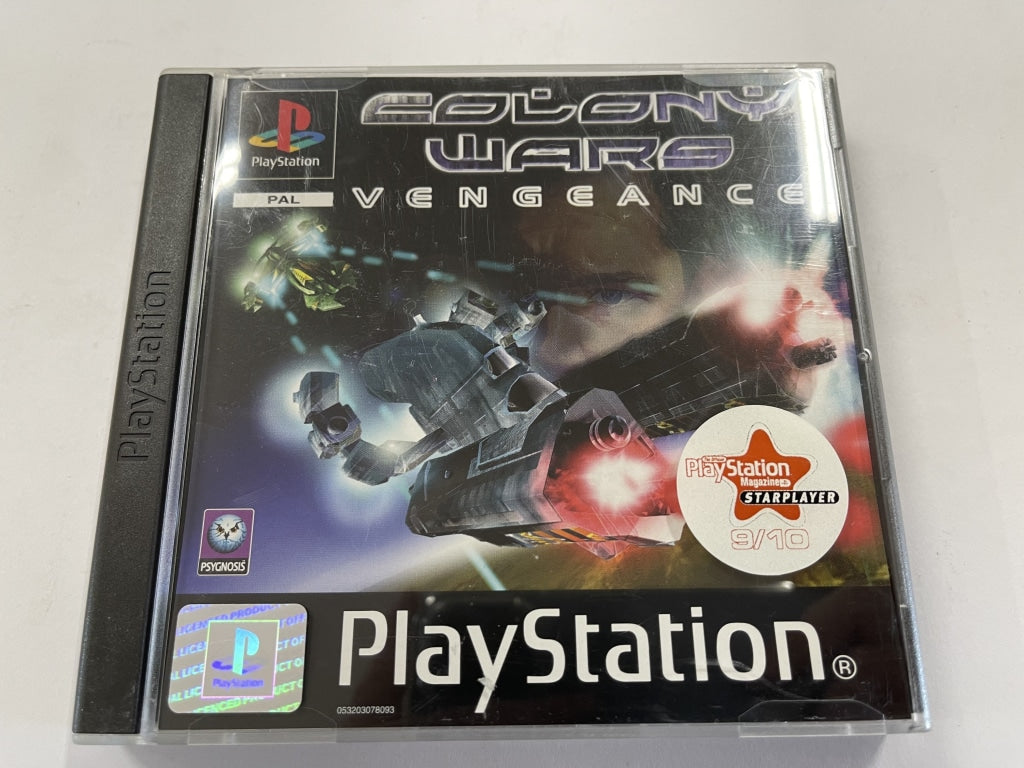 COLONY
WARS
VENGEANCE
PlayStation
PAL
PlayStation
PlayStation
Magazine
STARPLAYER
9/10
PSYGNOSIS
PlayStation
PlayStation®
053203078093